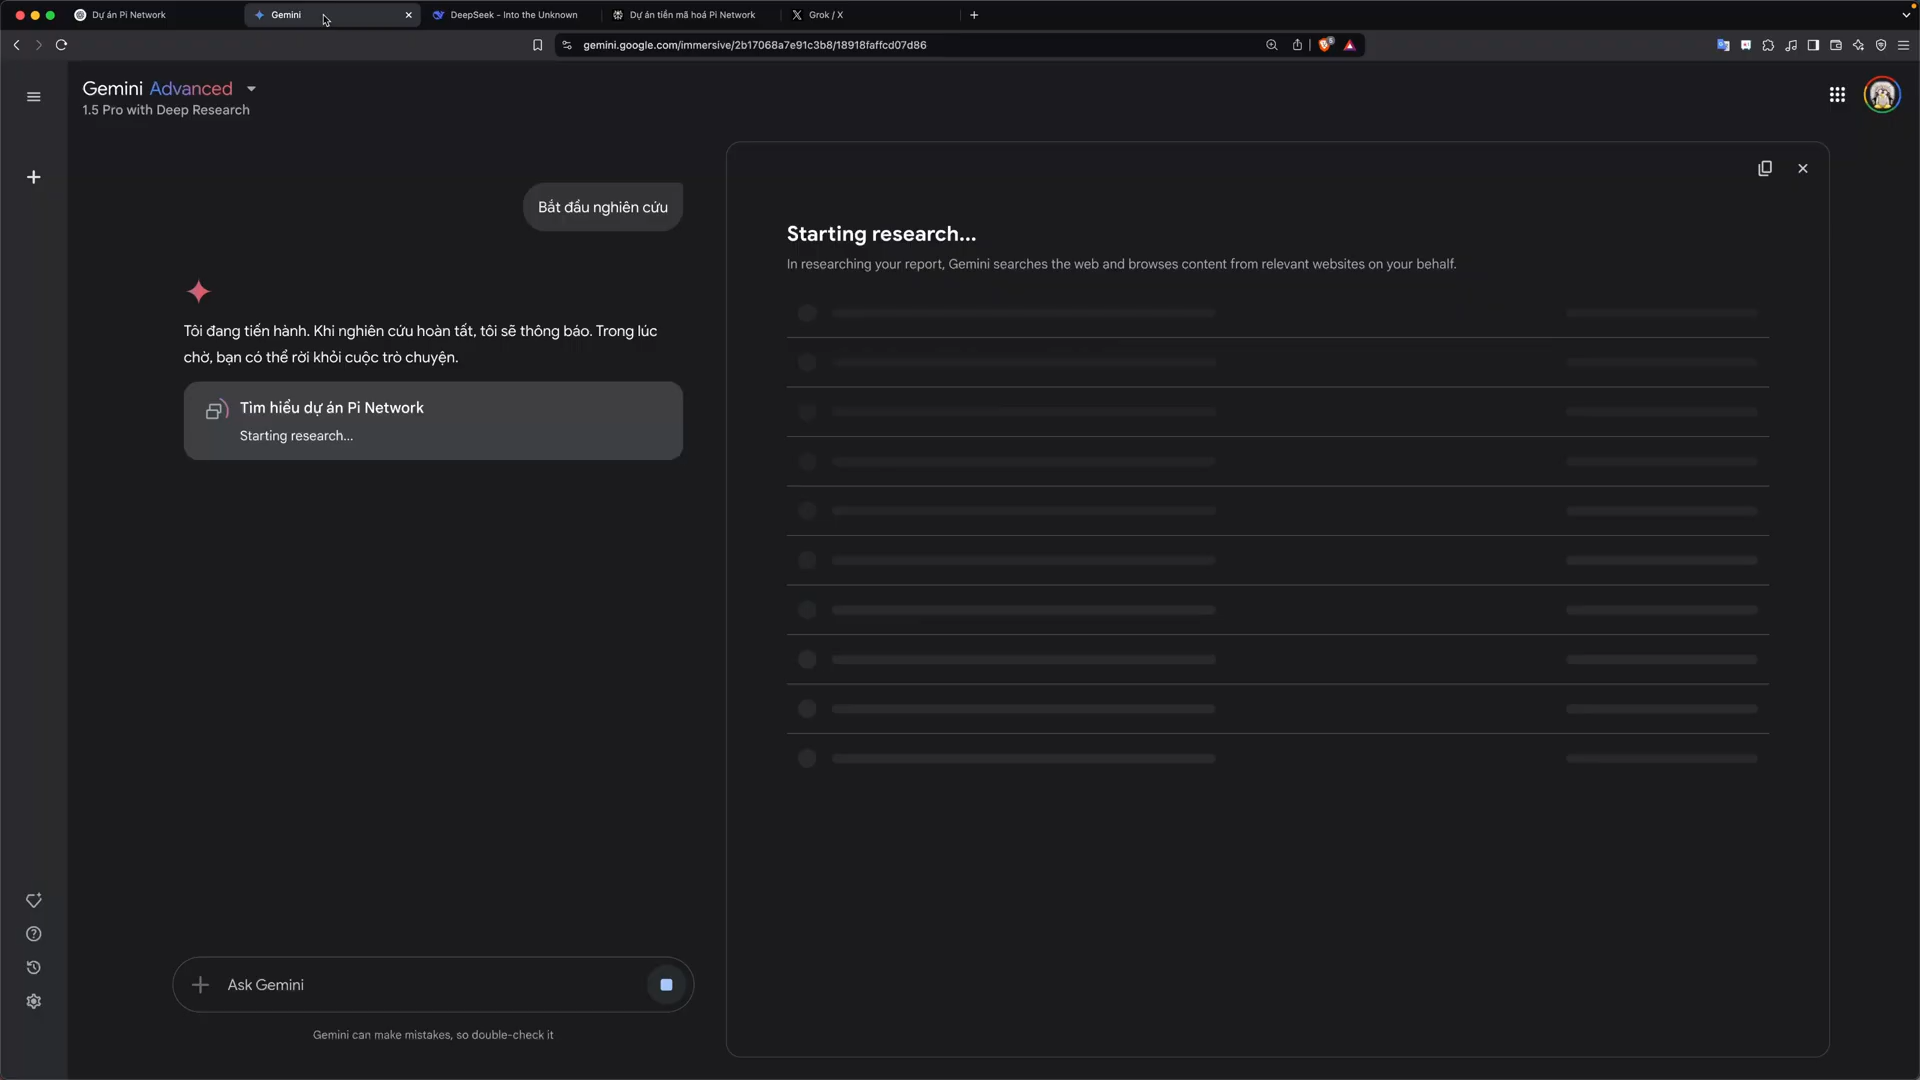 Dự án Pi Network
Gemini
DeepSeek - Into the Unknown
Dự án tiền mã hoá Pi Network
Grok / X
gemini.google.com/immersive/2b17068a7e91c3b8/18918faffcd07d86
Gemini Advanced
1.5 Pro with Deep Research
Bắt đầu nghiên cứu
Tôi đang tiến hành. Khi nghiên cứu hoàn tất, tôi sẽ thông báo. Trong lúc
chờ, bạn có thể rời khỏi cuộc trò chuyện.
Tìm hiểu dự án Pi Network
Starting research...
Ask Gemini
Gemini can make mistakes, so double-check it
Starting research...
In researching your report, Gemini searches the web and browses content from relevant websites on your behalf.